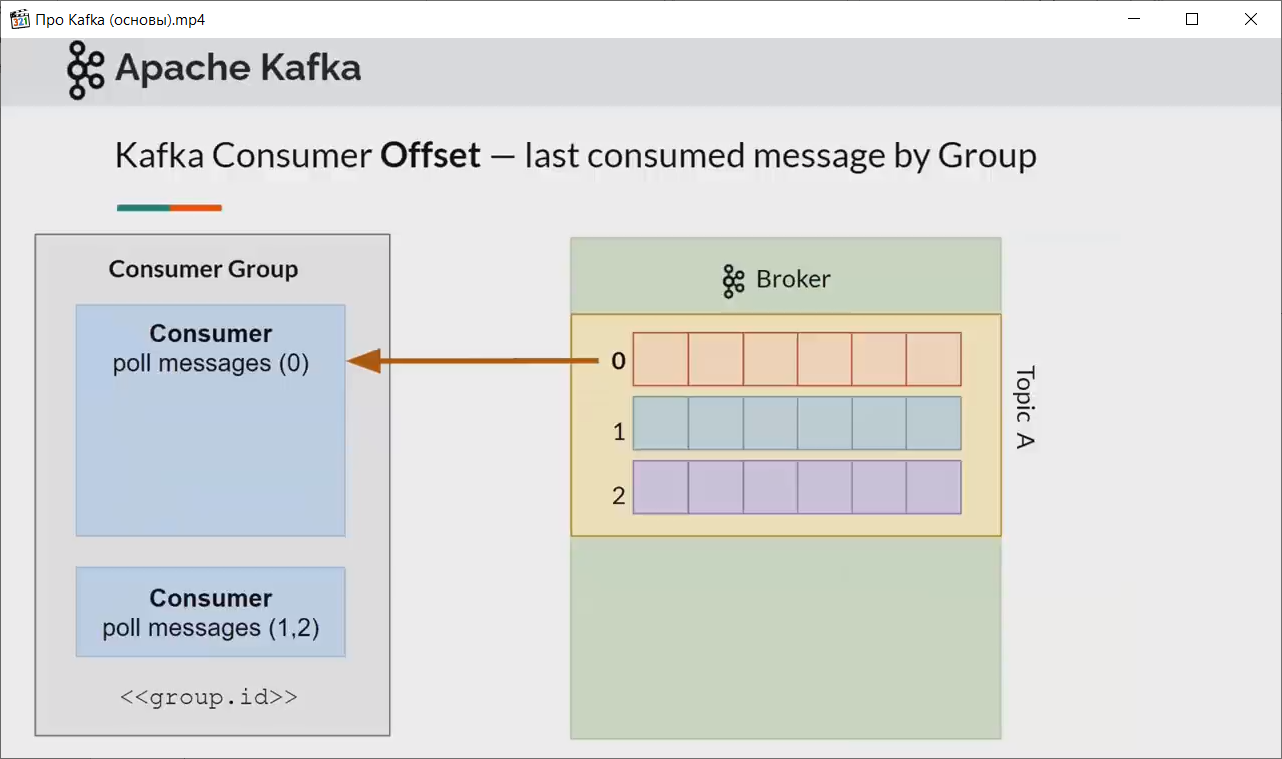 Про Kafka (основы).mp4
Apache Kafka
Kafka Consumer Offset — last consumed message by Group
Consumer Group
Consumer
poll messages (0)
Consumer
poll messages (1,2)
<<group.id>>
Broker
0
1
2
Topic A